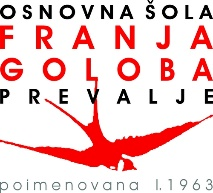 OSNOVNA ŠOLA
FRANJA
GOLOBA
PREVALJE
poimenovana l.1963